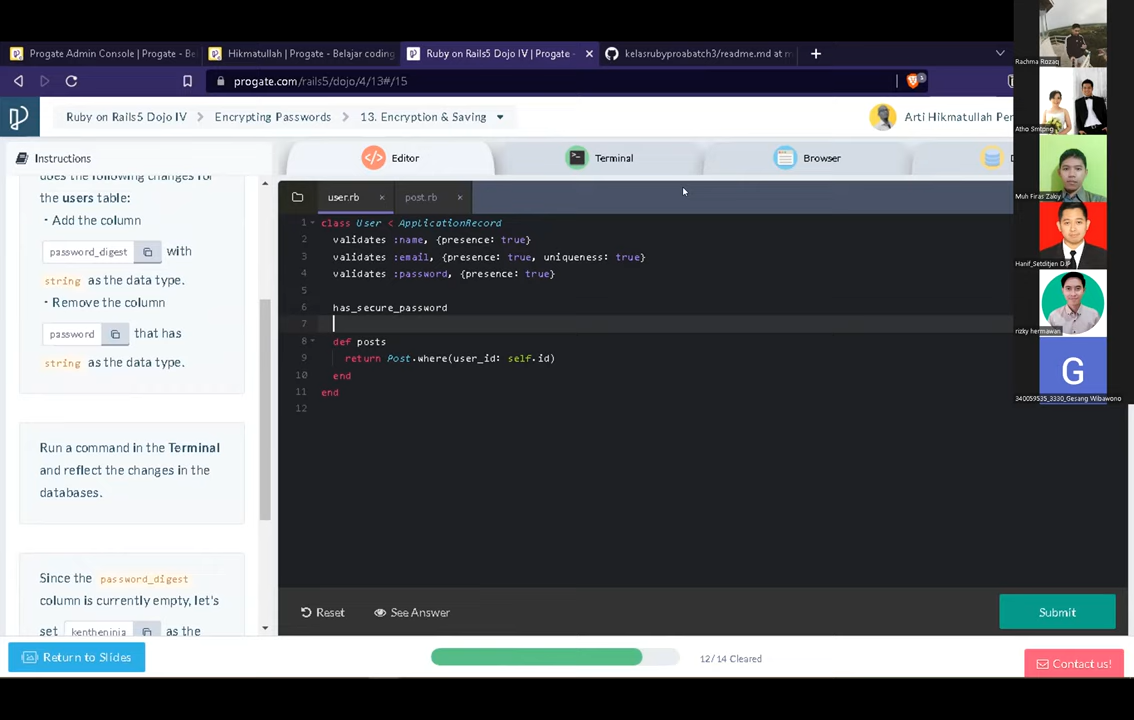 Progate Admin Console | Progate - Be
Hikmatullah | Progate - Belajar coding
Ruby on Rails5 Dojo IV | Progate -
kelasrubyproabatch3/readme.md at ma
progate.com/rails5/dojo/4/13#/15
1
Ruby on Rails5 Dojo IV
Encrypting Passwords
13. Encryption & Saving
Arti Hikmatullah Per
Instructions
Editor
Terminal
Browser
does the following changes for
the users table:
· Add the column
password_digest with
string as the data type.
· Remove the column
password that has
string as the data type.
Run a command in the Terminal
and reflect the changes in the
databases.
Since the password_digest
column is currently empty, let's
set kentheninja as the
user.rb
post.rb
1 class User < ApplicationRecord
2 validates :name, {presence: true}
3 validates :email, {presence: true, uniqueness: true}
4 validates :password, {presence: true}
5
6 has_secure_password
7
8 def posts
9 return Post.where(user_id: self.id)
10 end
11 end
12
Reset
See Answer
Submit
Return to Slides
12/14 Cleared
Contact us!
Rachma Rozaq
Muh Firas Zakiy
Hanif_Setditjen DJP
rizky hermawan
G